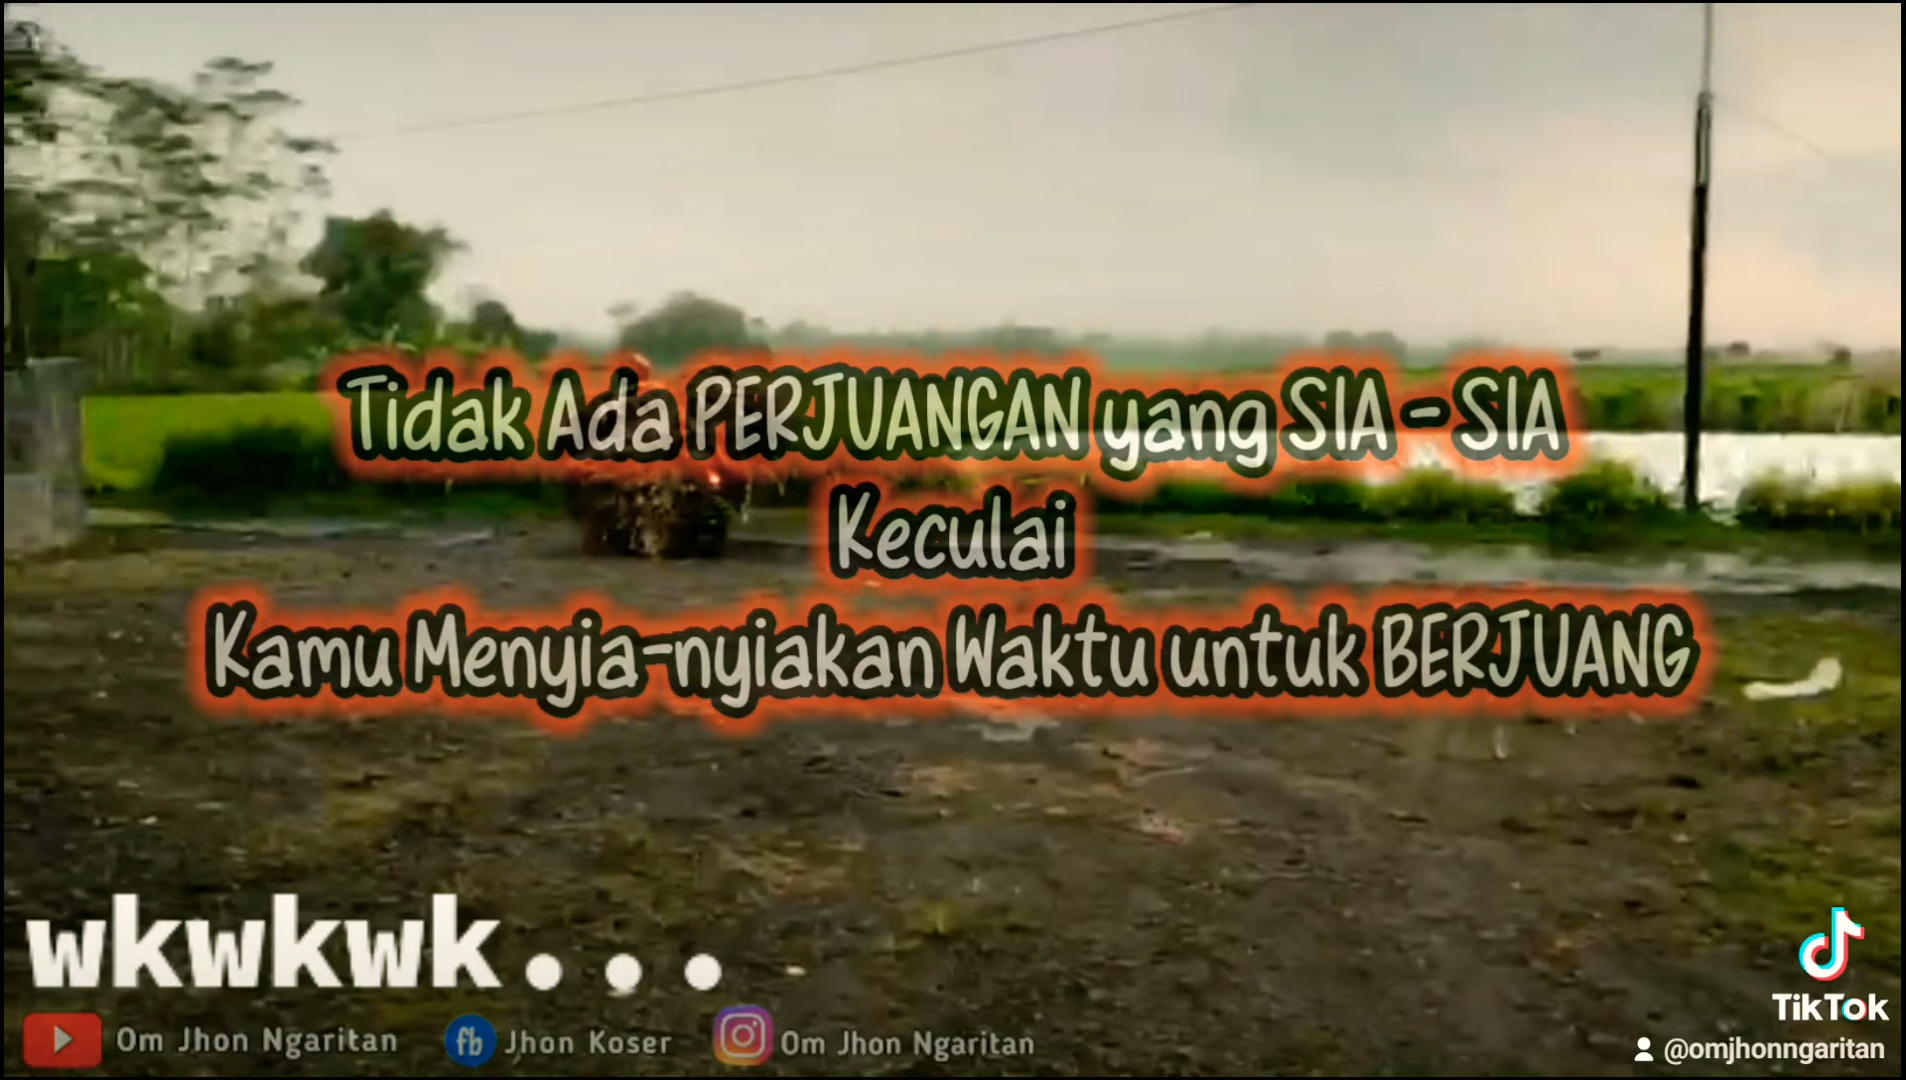 Tidak Ada PERJUANGAN yang SIA - SIA
Keculai
Kamu Menyia-nyiakan Waktu untuk BERJUANG
wkwkwk...
Om Jhon Ngaritan
fb Jhon Koser
Om Jhon Ngaritan
TikTok
@omjhonngaritan